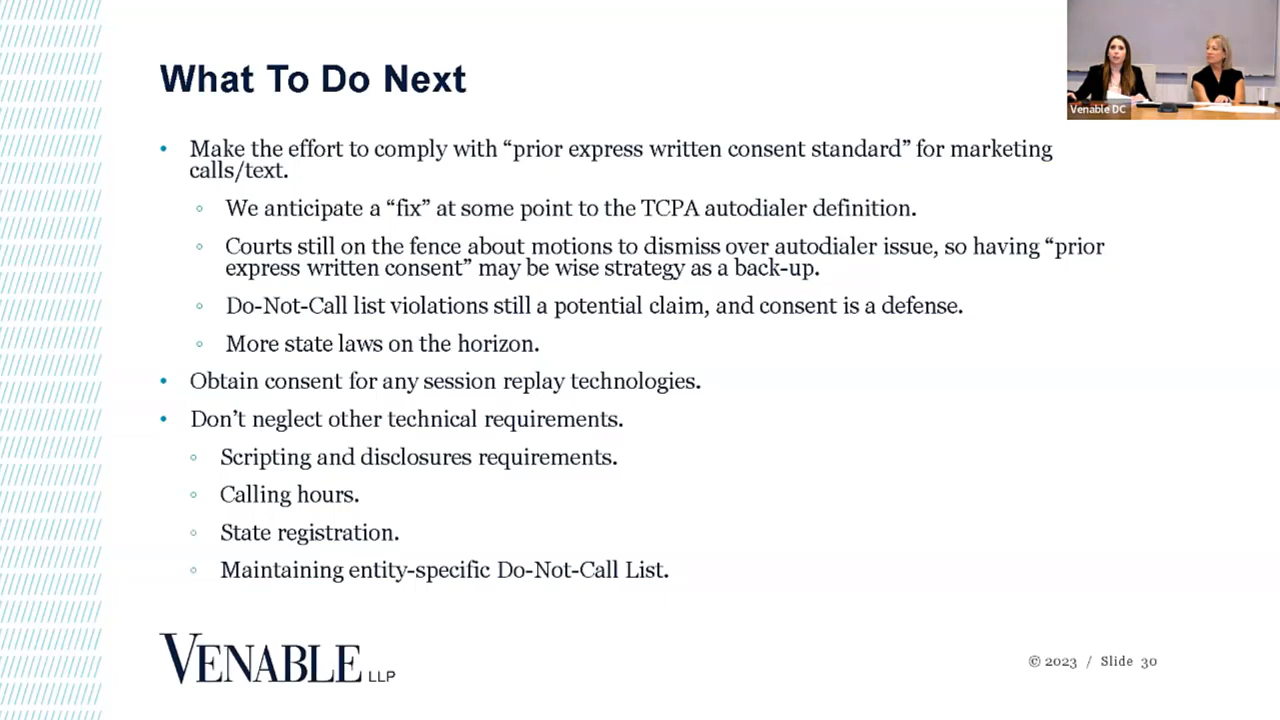 What To Do Next
Venable DC
• Make the effort to comply with “prior express written consent standard” for marketing
calls/text.
◦ We anticipate a “fix” at some point to the TCPA autodialer definition.
◦ Courts still on the fence about motions to dismiss over autodialer issue, so having “prior
express written consent” may be wise strategy as a back-up.
◦ Do-Not-Call list violations still a potential claim, and consent is a defense.
◦ More state laws on the horizon.
• Obtain consent for any session replay technologies.
• Don’t neglect other technical requirements.
◦ Scripting and disclosures requirements.
◦ Calling hours.
◦ State registration.
◦ Maintaining entity-specific Do-Not-Call List.
VENABLE LLP
© 2023 / Slide 30